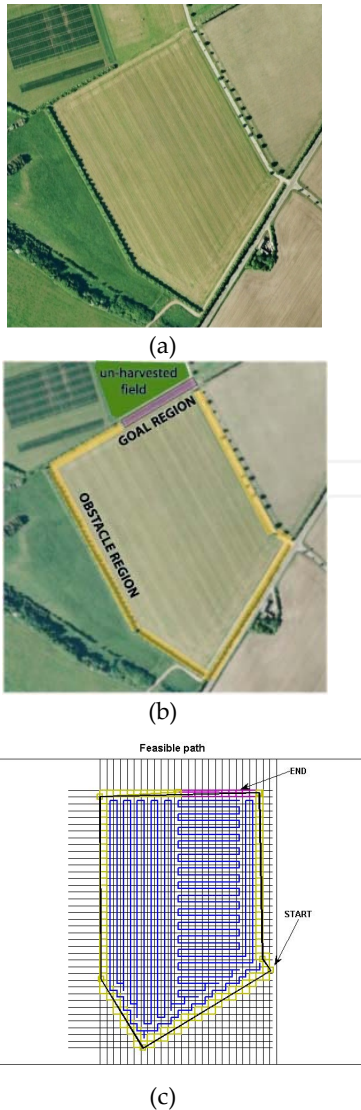 (a)
un-harvested
field
GOAL REGION
OBSTACLE REGION
(b)
Feasible path
END
START
(c)